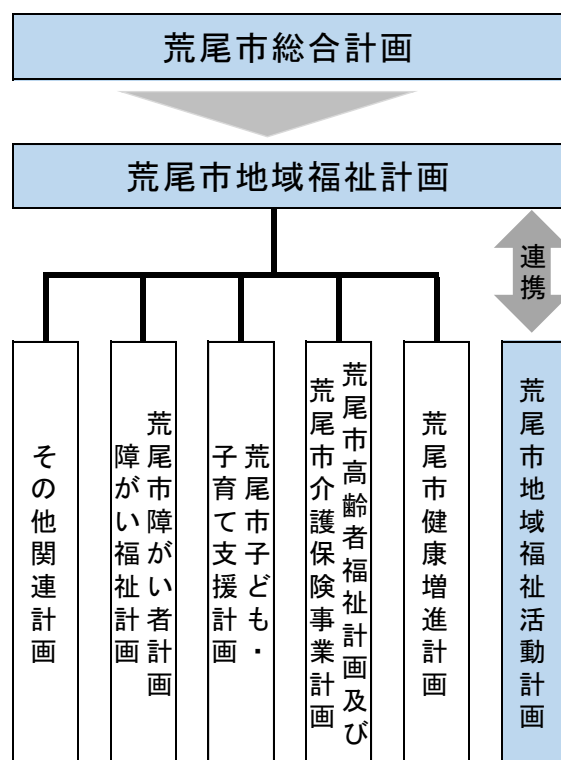 荒尾市総合計画
荒尾市地域福祉計画
連携
荒尾市地域福祉活動計画
荒尾市健康増進計画
荒尾市高齢者福祉計画及び
荒尾市介護保険事業計画
荒尾市子ども・
子育て支援計画
荒尾市障がい者計画
障がい福祉計画
その他関連計画